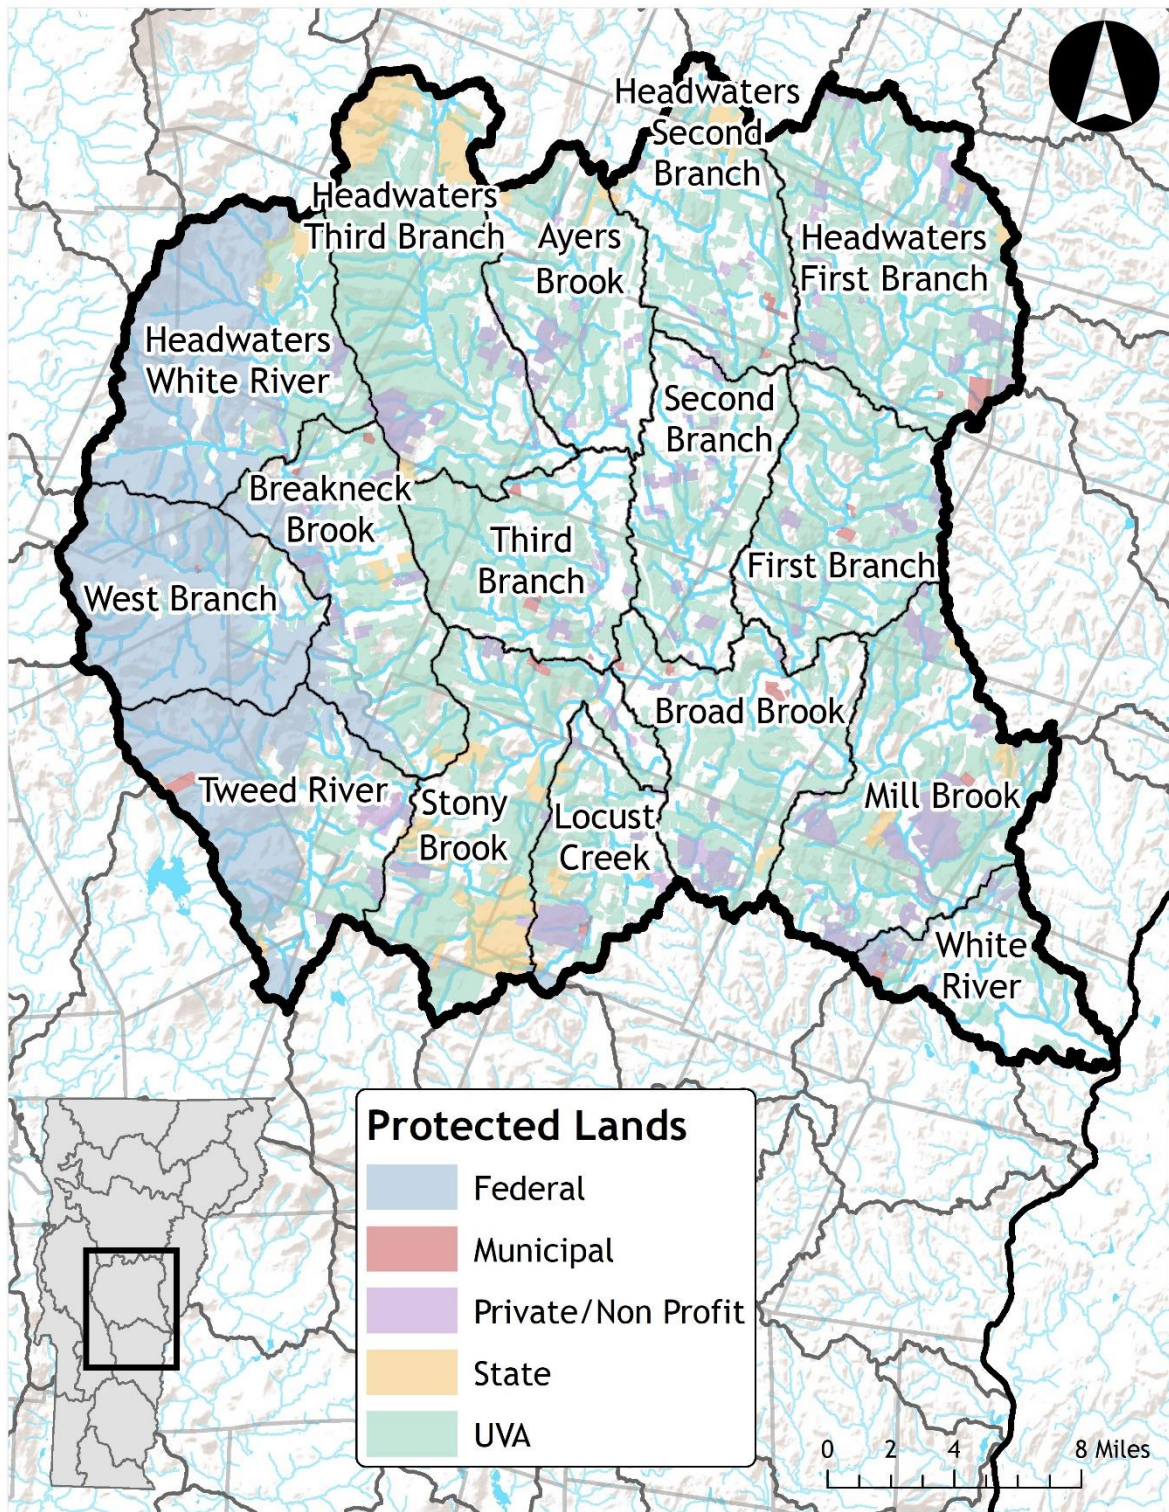 Headwaters
Second
Branch
Headwaters
Third Branch
Ayers
Brook
Headwaters
First Branch
Headwaters
White River
Second
Branch
Breakneck
Brook
Third
Branch
First Branch
West Branch
Broad Brook
Tweed River
Stony
Brook
Locust
Creek
Mill Brook
White
River
Protected Lands
Federal
Municipal
Private/Non Profit
State
UVA
0 2 4 8 Miles